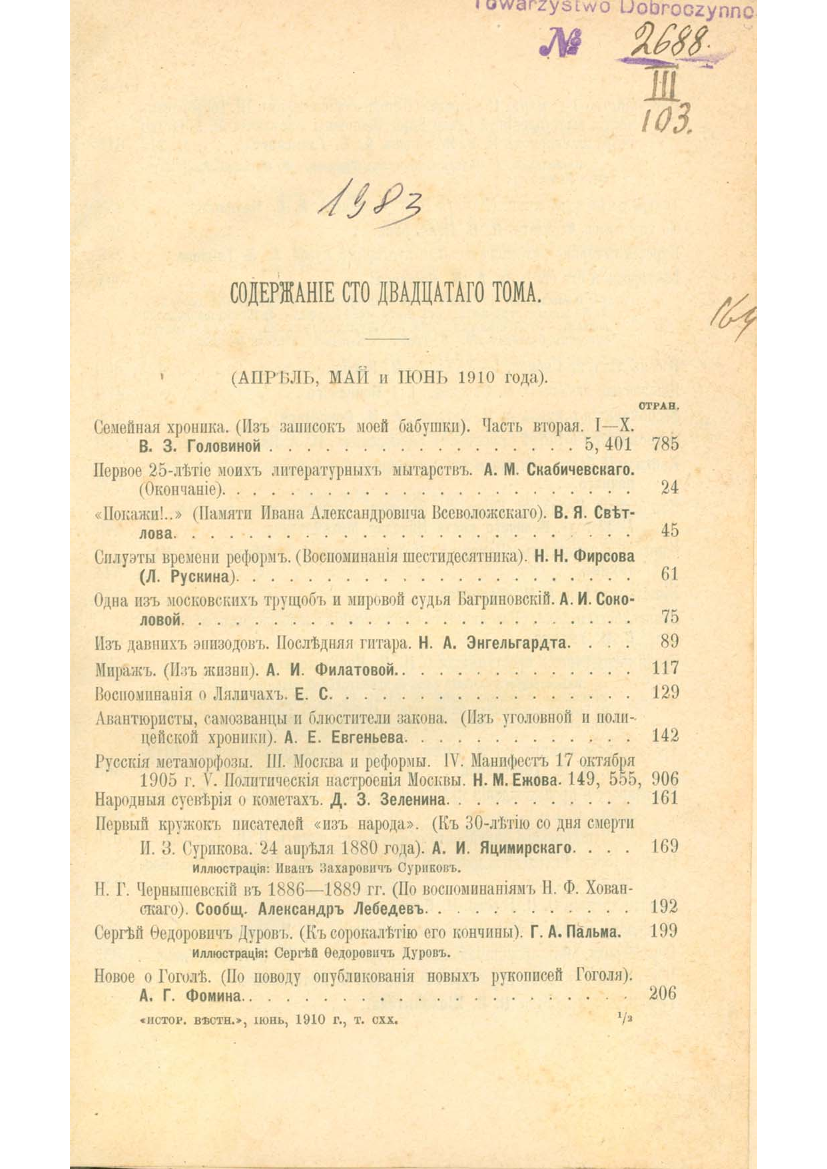 Towarzystwo Dobroczynno
№ 2688.
III
103.
1983
СОДЕРЖАНІЕ СТО ДВАДЦАТАГО ТОМА.
164
(АПРѢЛЬ, МАЙ и ІЮНЬ 1910 года).
СТРАН.
Семейная хроника. (Изъ записокъ моей бабушки). Часть вторая. I—X.
В. З. Головиной . . . . . . . . . . . . . . . . . . 5, 401 785
Первое 25-лѣтіе моихъ литературныхъ мытарствъ. А. М. Скабичевскаго.
(Окончаніе). . . . . . . . . . . . . . . . . . . . . . 24
«Покажи!..» (Памяти Ивана Александровича Всеволожскаго). В. Я. Свѣт-
лова. . . . . . . . . . . . . . . . . . . . . . . . 45
Силуэты времени реформъ. (Воспоминанія шестидесятника). Н. Н. Фирсова
(Л. Рускина). . . . . . . . . . . . . . . . . . . . . 61
Одна изъ московскихъ трущобъ и мировой судья Багриновскій. А. И. Соко-
ловой. . . . . . . . . . . . . . . . . . . . . . . . 75
Изъ давнихъ эпизодовъ. Послѣдняя гитара. Н. А. Энгельгардта. . . . 89
Миражъ. (Изъ жизни). А. И. Филатовой. . . . . . . . . . . . . 117
Воспоминанія о Ляличахъ. Е. С. . . . . . . . . . . . . . . . . 129
Авантюристы, самозванцы и блюстители закона. (Изъ уголовной и поли-
цейской хроники). А. Е. Евгеньева. . . . . . . . . . . . . 142
Русскія метаморфозы. III. Москва и реформы. IV. Манифестъ 17 октября
1905 г. V. Политическія настроенія Москвы. Н. М. Ежова. 149, 555, 906
Народныя суевѣрія о кометахъ. Д. З. Зеленина. . . . . . . . . . . 161
Первый кружокъ писателей «изъ народа». (Къ 30-лѣтію со дня смерти
И. З. Сурикова. 24 апрѣля 1880 года). А. И. Яцимирскаго. . . . 169
Иллюстрація: Иванъ Захаровичъ Суриковъ.
Н. Г. Чернышевскій въ 1886—1889 гг. (По воспоминаніямъ Н. Ф. Хован-
скаго). Сообщ. Александръ Лебедевъ. . . . . . . . . . . . 192
Сергѣй Ѳедоровичъ Дуровъ. (Къ сорокалѣтію его кончины). Г. А. Пальма. 199
Иллюстрація: Сергѣй Ѳедоровичъ Дуровъ.
Новое о Гоголѣ. (По поводу опубликованія новыхъ рукописей Гоголя).
А. Г. Фомина. . . . . . . . . . . . . . . . . . . . . 206
«ИСТОР. ВѢСТН.», ІЮНЬ, 1910 Г., Т. CXX. 1/2